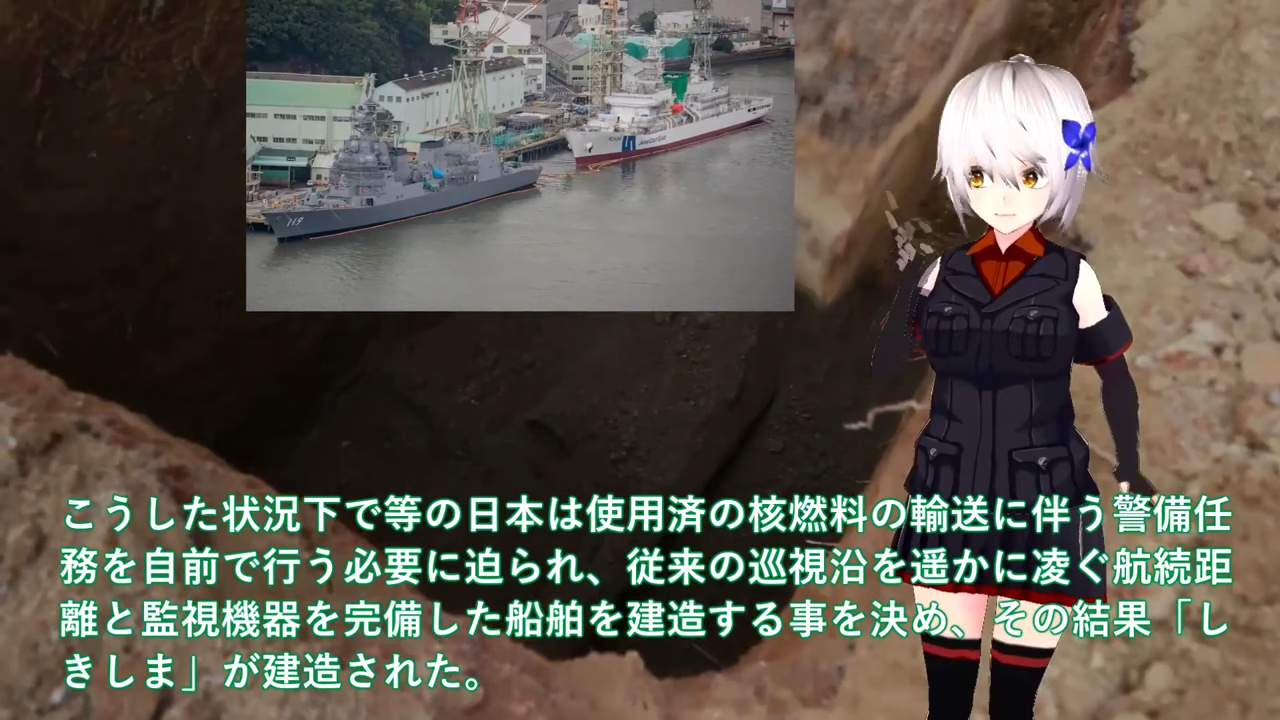 119
Japan Coast Guard
こうした状況下で等の日本は使用済の核燃料の輸送に伴う警備任
務を自前で行う必要に迫られ、従来の巡視沿を遥かに凌ぐ航続距
離と監視機器を完備した船舶を建造する事を決め、その結果「し
きしま」が建造された。